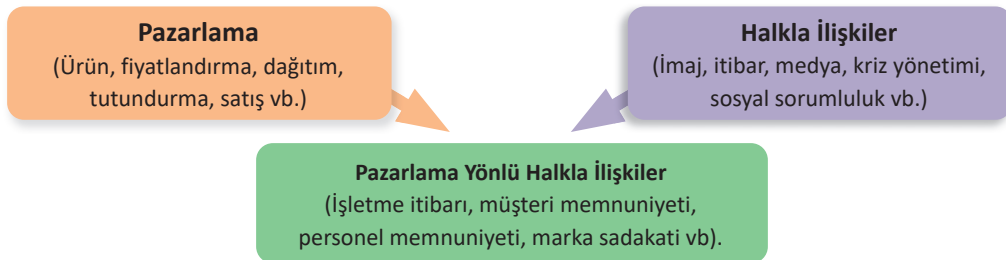 Pazarlama
(Ürün, fiyatlandırma, dağıtım,
tutundurma, satış vb.)
Halkla İlişkiler
(İmaj, itibar, medya, kriz yönetimi,
sosyal sorumluluk vb.)
Pazarlama Yönlü Halkla İlişkiler
(İşletme itibarı, müşteri memnuniyeti,
personel memnuniyeti, marka sadakati vb).